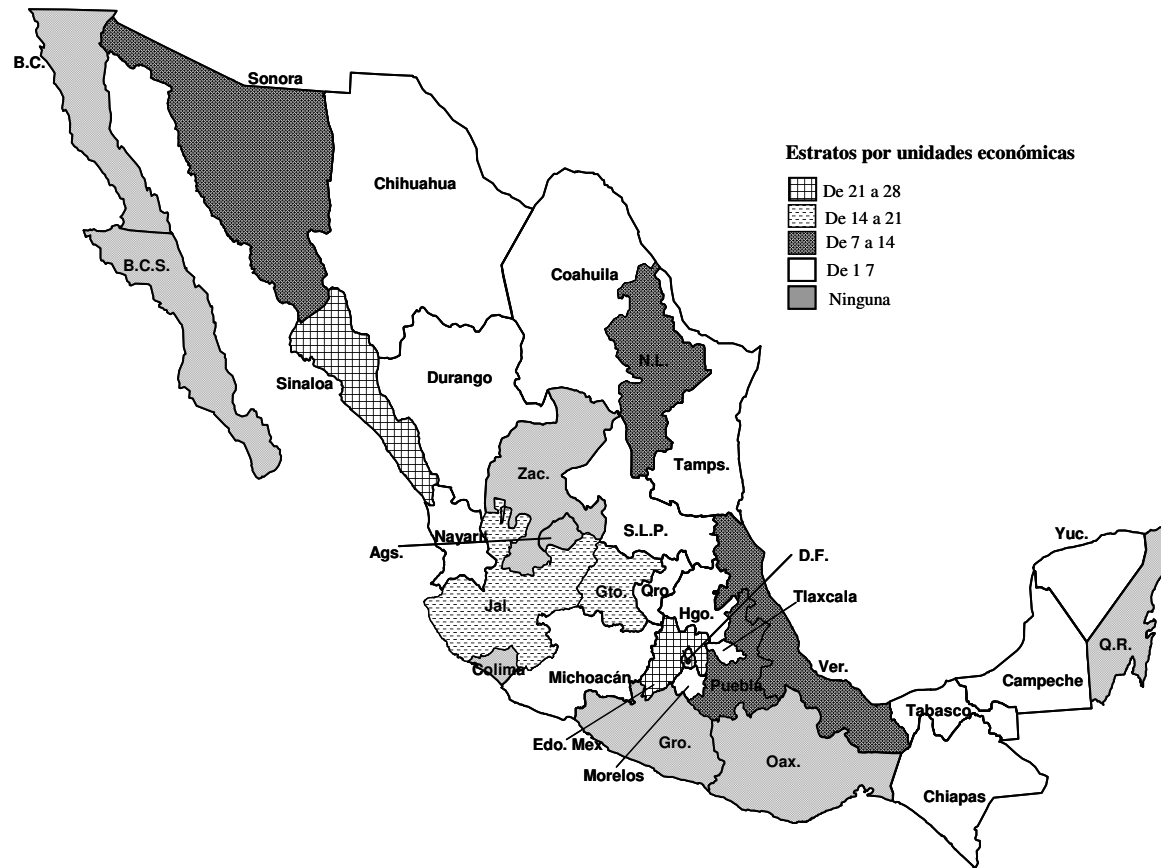 B.C.
Sonora
Chihuahua
Estratos por unidades económicas
De 21 a 28
De 14 a 21
De 7 a 14
De 1 7
Ninguna
B.C.S.
Coahuila
N.L.
Sinaloa
Durango
Zac.
Tamps.
Nayarit
S.L.P.
Ags.
Yuc.
D.F.
Gto.
Qro.
Tlaxcala
Jal.
Hgo.
Q.R.
Colima
Michoacán
Puebla
Ver.
Campeche
Tabasco
Edo. Mex
Gro.
Oax.
Morelos
Chiapas